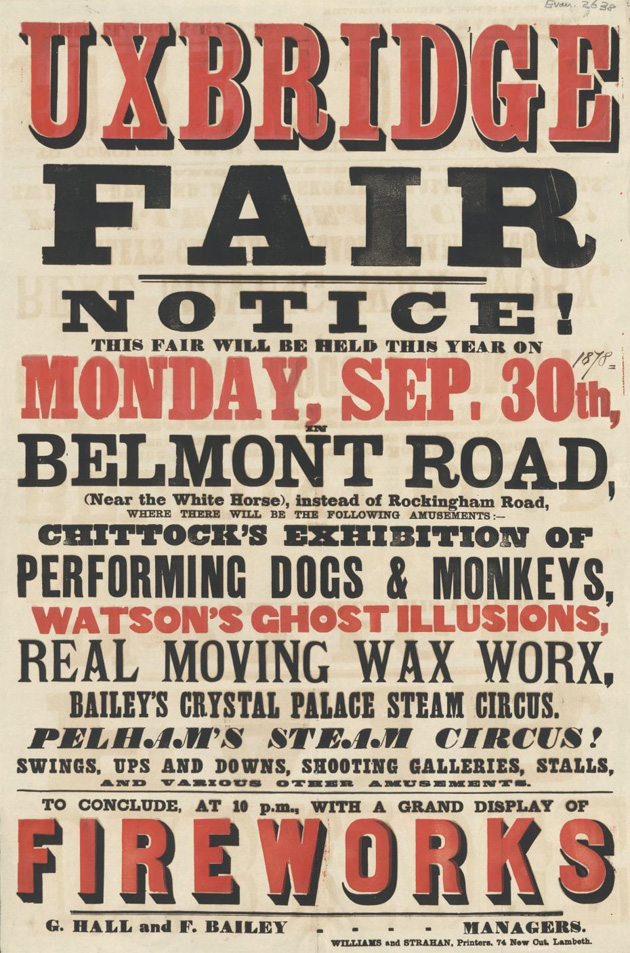 Evan. 2638
UXBRIDGE
FAIR
NOTICE!
THIS FAIR WILL BE HELD THIS YEAR ON
1878
MONDAY, SEP. 30th,
IN
BELMONT ROAD,
(Near the White Horse), instead of Rockingham Road,
WHERE THERE WILL BE THE FOLLOWING AMUSEMENTS:—
CHITTOCK'S EXHIBITION OF
PERFORMING DOGS & MONKEYS,
WATSON'S GHOST ILLUSIONS,
REAL MOVING WAX WORX,
BAILEY'S CRYSTAL PALACE STEAM CIRCUS.
PELHAM'S STEAM CIRCUS!
SWINGS, UPS AND DOWNS, SHOOTING GALLERIES, STALLS,
AND VARIOUS OTHER AMUSEMENTS.
TO CONCLUDE, AT 10 p.m., WITH A GRAND DISPLAY OF
FIREWORKS
G. HALL and F. BAILEY - - - - MANAGERS.
WILLIAMS and STRAHAN, Printers, 74 New Cut, Lambeth.